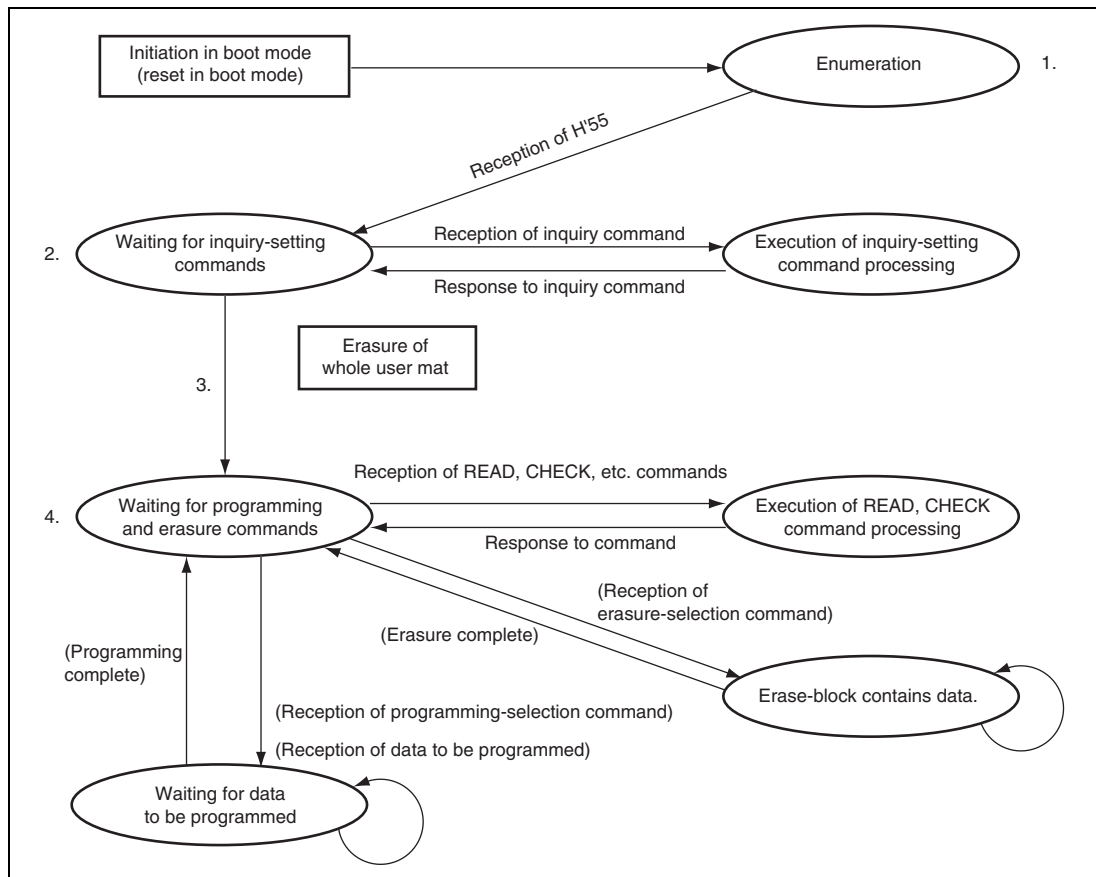 Initiation in boot mode
(reset in boot mode)
Enumeration
1.
Reception of H'55
2.
Waiting for inquiry-setting
commands
Reception of inquiry command
Response to inquiry command
Execution of inquiry-setting
command processing
Erasure of
whole user mat
3.
4.
Waiting for programming
and erasure commands
Reception of READ, CHECK, etc. commands
Response to command
Execution of READ, CHECK
command processing
(Reception of
erasure-selection command)
(Erasure complete)
(Programming
complete)
Erase-block contains data.
(Reception of programming-selection command)
(Reception of data to be programmed)
Waiting for data
to be programmed